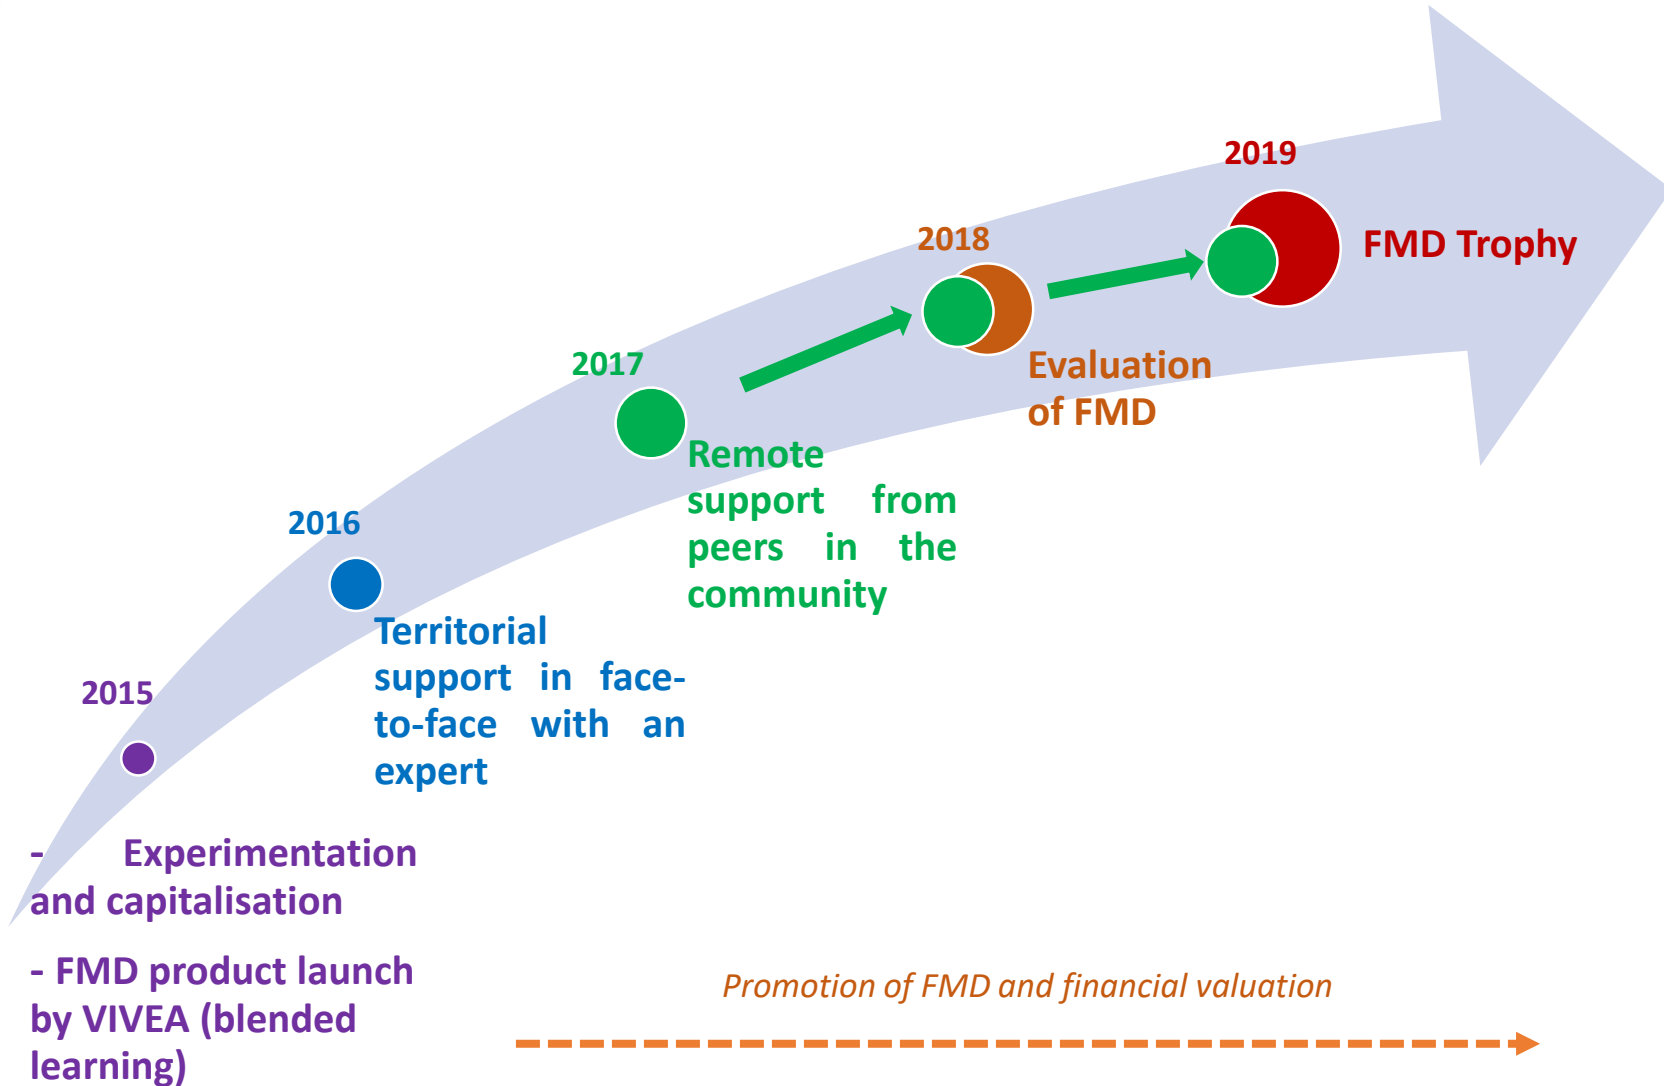 2015
- Experimentation
and capitalisation
- FMD product launch
by VIVEA (blended
learning)
2016
Territorial
support in face-
to-face with an
expert
2017
Remote
support from
peers in the
community
2018
Evaluation
of FMD
2019
FMD Trophy
Promotion of FMD and financial valuation